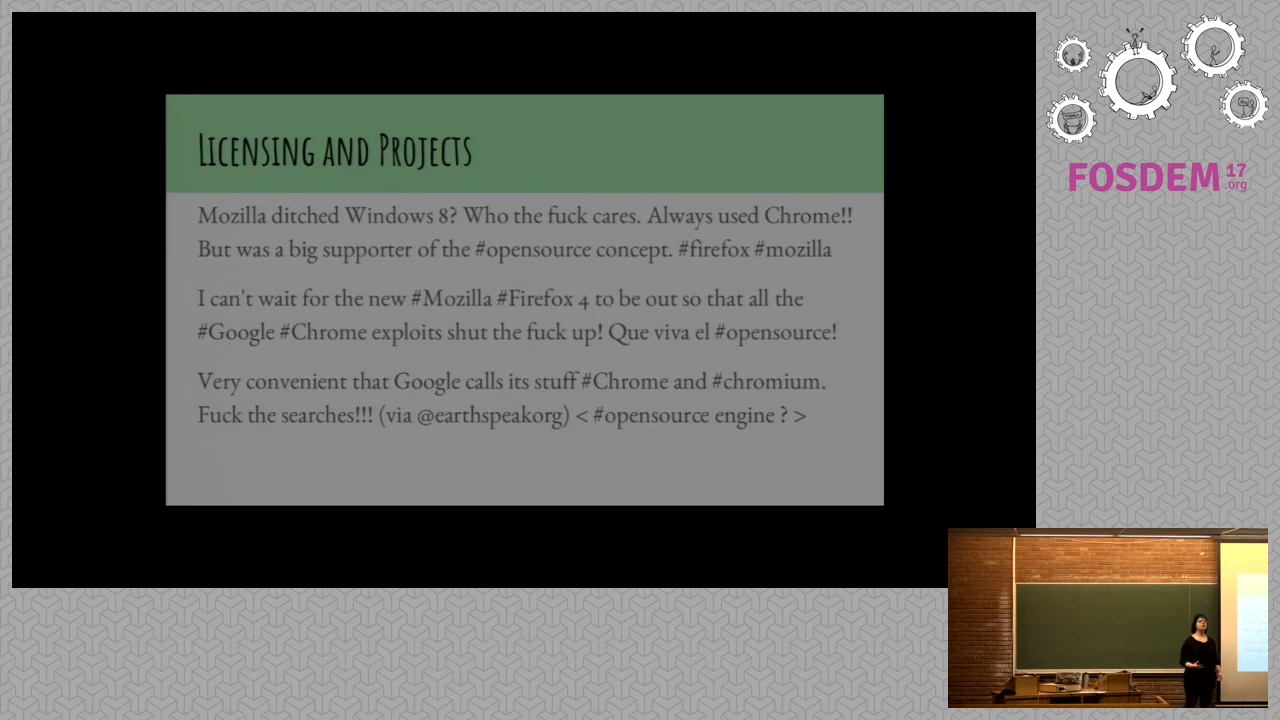 Licensing and Projects
Mozilla ditched Windows 8? Who the fuck cares. Always used Chrome!!
But was a big supporter of the #opensource concept. #firefox #mozilla
I can't wait for the new #Mozilla #Firefox 4 to be out so that all the
#Google #Chrome exploits shut the fuck up! Que viva el #opensource!
Very convenient that Google calls its stuff #Chrome and #chromium.
Fuck the searches!!! (via @earthspeakorg) < #opensource engine ? >
FOSDEM 17
.org